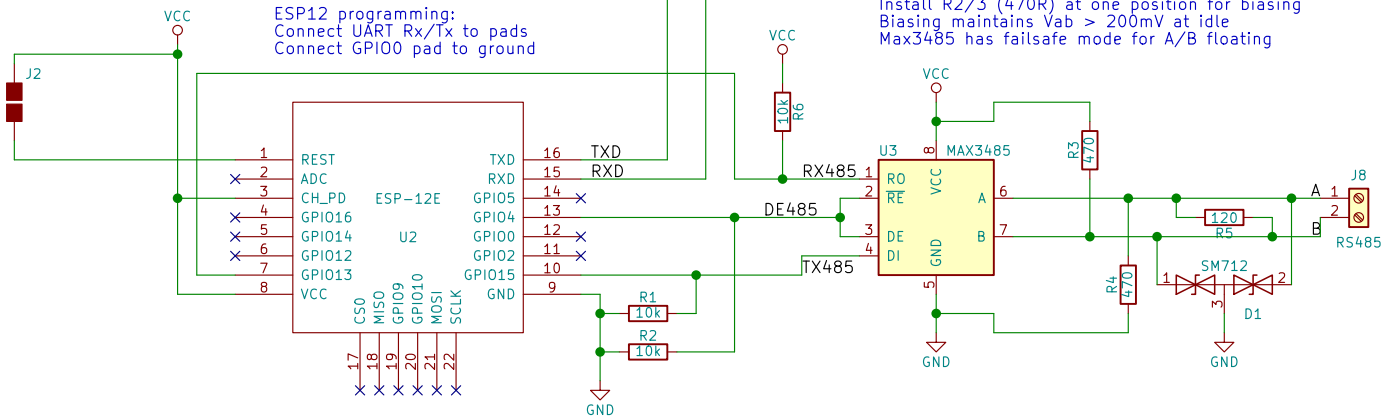 Install R2/3 (470R) at one position for biasing
Biasing maintains Vab > 200mV at idle
Max3485 has failsafe mode for A/B floating
ESP12 programming:
Connect UART Rx/Tx to pads
Connect GPIO0 pad to ground
VCC
J2
VCC
10k
R6
VCC
1 REST
2 ADC
3 CH_PD
4 GPIO16
5 GPIO14
6 GPIO12
7 GPIO13
8 VCC
ESP-12E
U2
TXD 16 TXD
RXD 15 RXD
GPIO5 14
GPIO4 13
GPIO0 12
GPIO2 11
GPIO15 10
GND 9
CS0 17
MISO 18
GPIO9 19
GPIO10 20
MOSI 21
SCLK 22
R1
10k
R2
10k
GND
RX485
DE485
TX485
U3
MAX3485
8 VCC
1 RO
2 RE
3 DE
4 DI
A 6
B 7
GND 5
GND
R3
470
R4
470
120
R5
SM712
1
2
3
D1
GND
J8
A 1
B 2
RS485